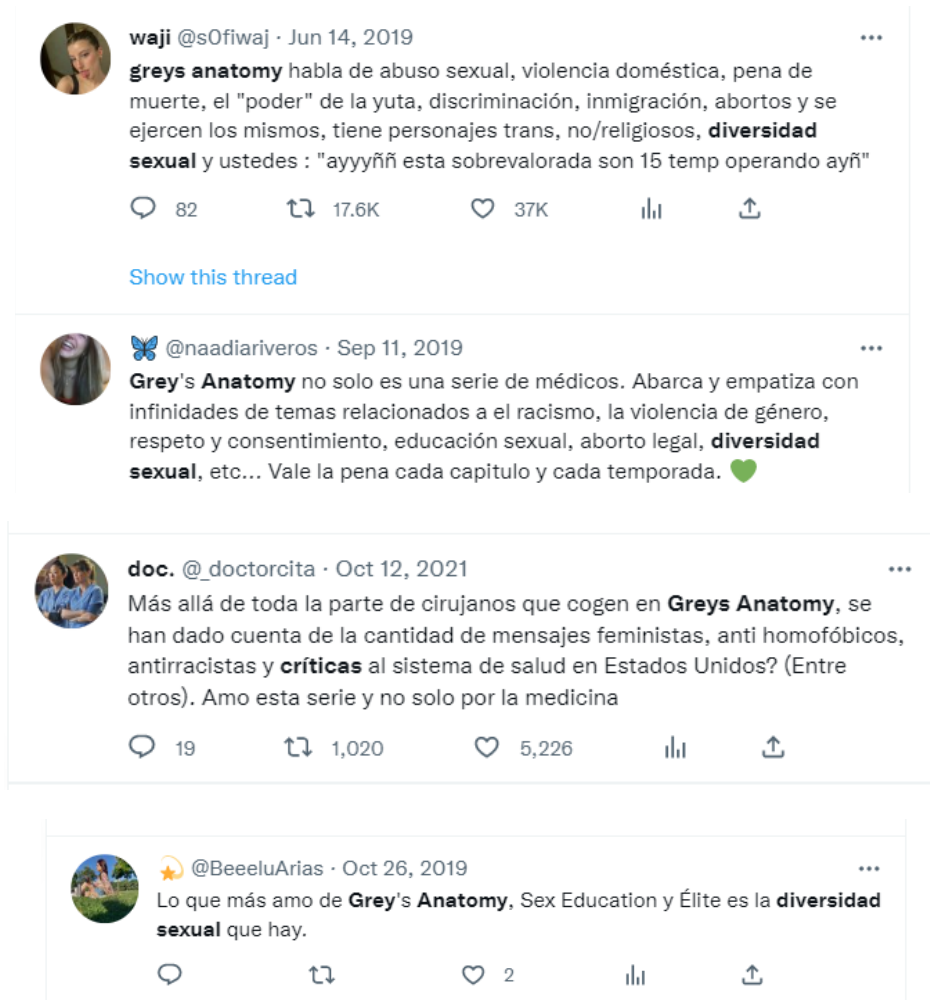 waji @s0fiwaj · Jun 14, 2019
greys anatomy habla de abuso sexual, violencia doméstica, pena de
muerte, el "poder" de la yuta, discriminación, inmigración, abortos y se
ejercen los mismos, tiene personajes trans, no/religiosos, diversidad
sexual y ustedes : "ayyyññ esta sobrevalorada son 15 temp operando ayñ"
82 17.6K 37K
Show this thread
🦋 @naadiariveros · Sep 11, 2019
Grey's Anatomy no solo es una serie de médicos. Abarca y empatiza con
infinidades de temas relacionados a el racismo, la violencia de género,
respeto y consentimiento, educación sexual, aborto legal, diversidad
sexual, etc... Vale la pena cada capitulo y cada temporada. 💚
doc. @_doctorcita · Oct 12, 2021
Más allá de toda la parte de cirujanos que cogen en Greys Anatomy, se
han dado cuenta de la cantidad de mensajes feministas, anti homofóbicos,
antirracistas y críticas al sistema de salud en Estados Unidos? (Entre
otros). Amo esta serie y no solo por la medicina
19 1,020 5,226
💫 @BeeeluArias · Oct 26, 2019
Lo que más amo de Grey's Anatomy, Sex Education y Élite es la diversidad
sexual que hay.
2